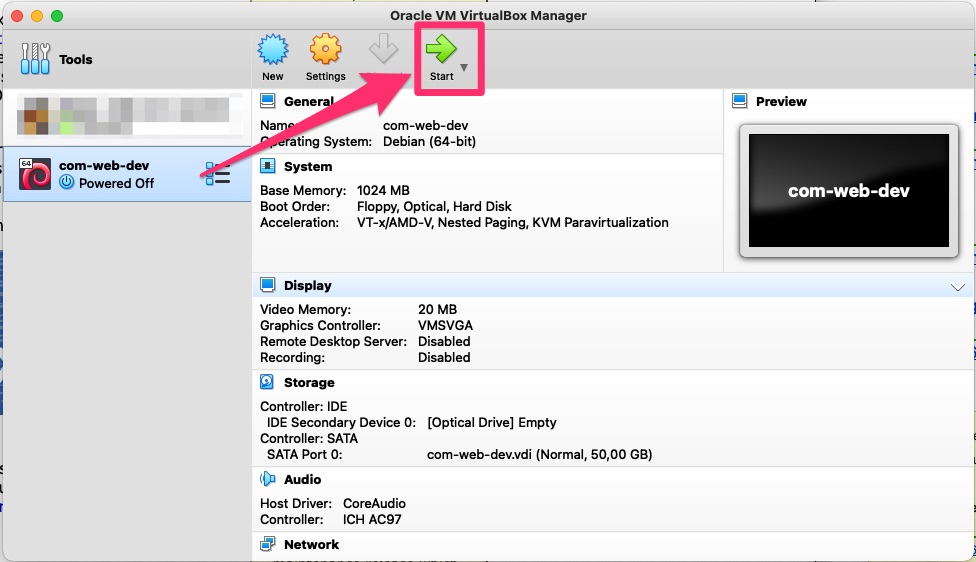 Oracle VM VirtualBox Manager
Tools
New
Settings
Start
General
Preview
Name: com-web-dev
Operating System: Debian (64-bit)
64
com-web-dev
Powered Off
com-web-dev
System
Base Memory: 1024 MB
Boot Order: Floppy, Optical, Hard Disk
Acceleration: VT-x/AMD-V, Nested Paging, KVM Paravirtualization
Display
Video Memory: 20 MB
Graphics Controller: VMSVGA
Remote Desktop Server: Disabled
Recording: Disabled
Storage
Controller: IDE
IDE Secondary Device 0: [Optical Drive] Empty
Controller: SATA
SATA Port 0: com-web-dev.vdi (Normal, 50,00 GB)
Audio
Host Driver: CoreAudio
Controller: ICH AC97
Network